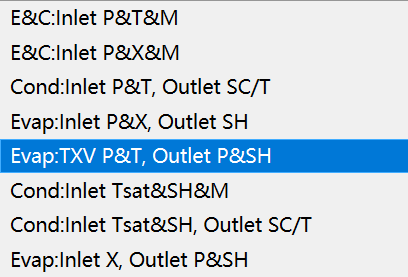 E&C:Inlet P&T&M
E&C:Inlet P&X&M
Cond:Inlet P&T, Outlet SC/T
Evap:Inlet P&X, Outlet SH
Evap:TXV P&T, Outlet P&SH
Cond:Inlet Tsat&SH&M
Cond:Inlet Tsat&SH, Outlet SC/T
Evap:Inlet X, Outlet P&SH